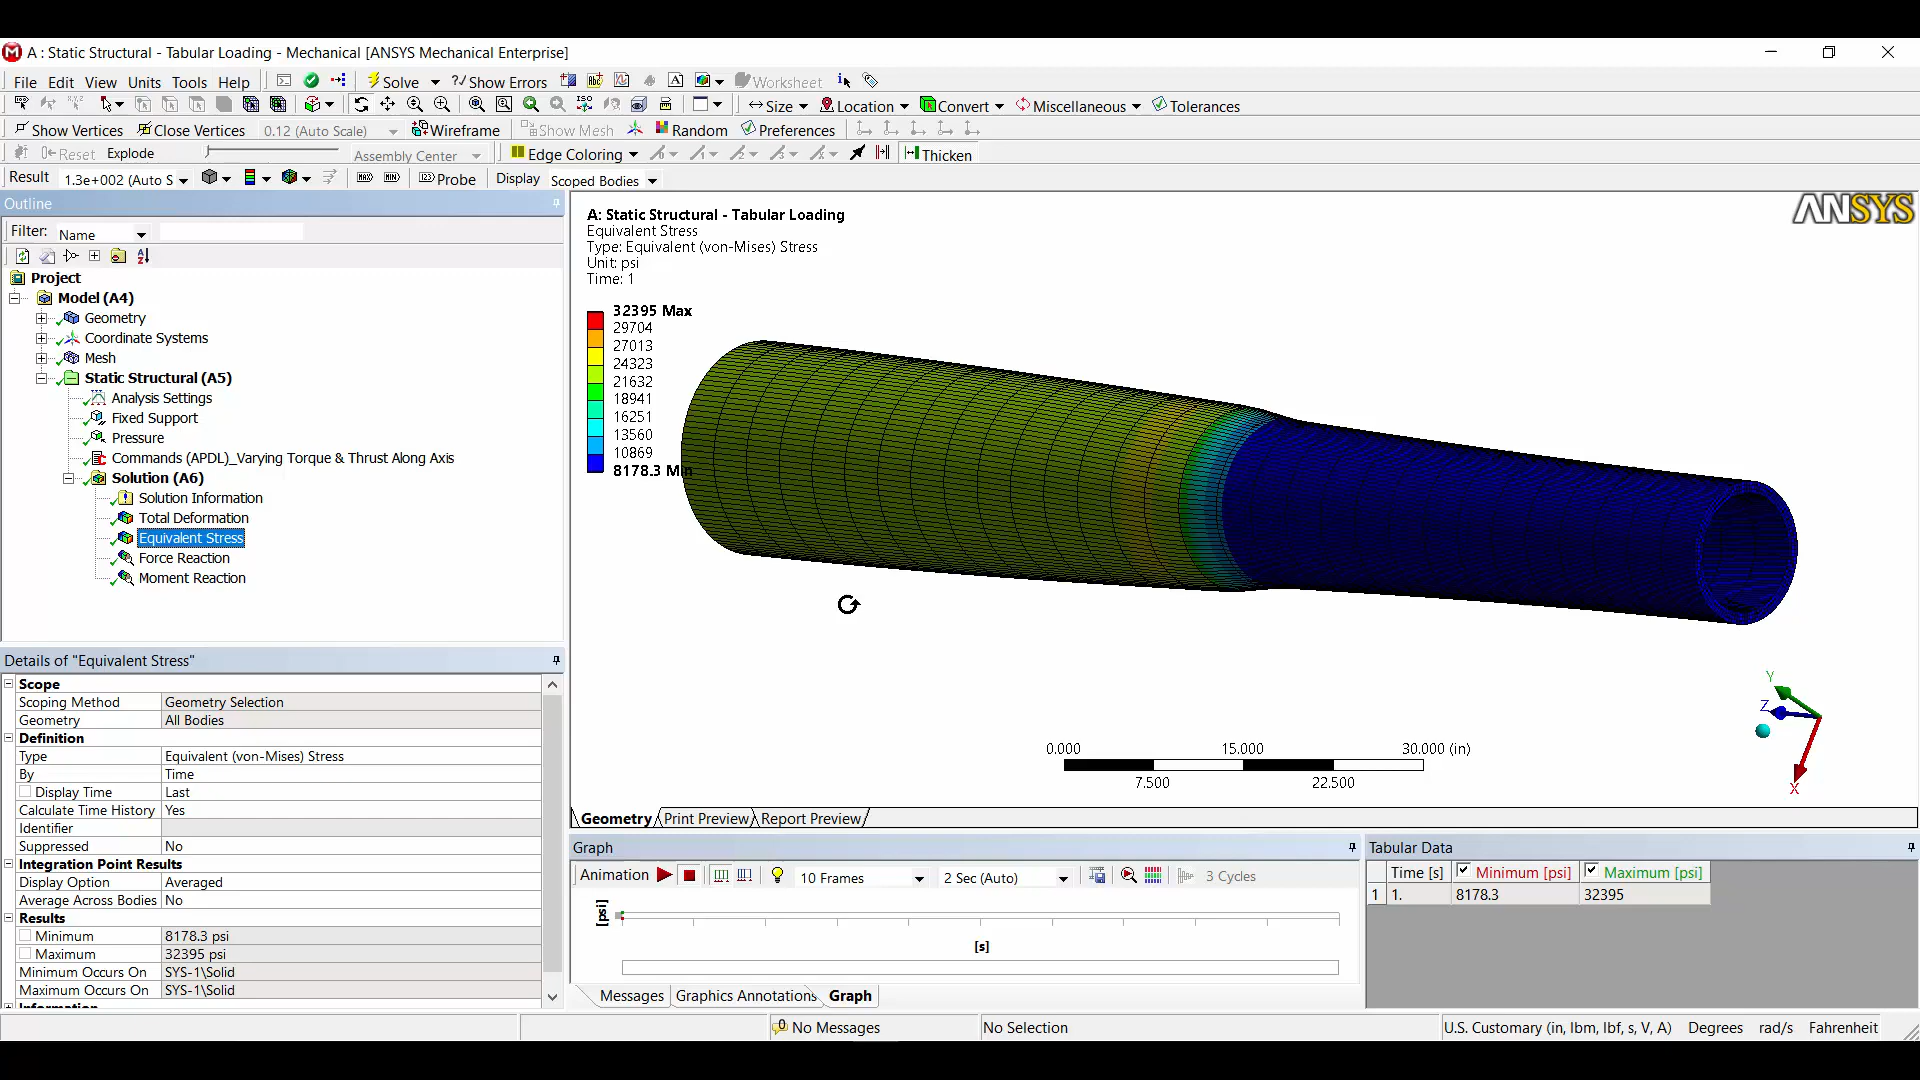 A : Static Structural - Tabular Loading - Mechanical [ANSYS Mechanical Enterprise]
File Edit View Units Tools Help Solve ?/ Show Errors Worksheet
Size Location Convert Miscellaneous Tolerances
Show Vertices Close Vertices 0.12 (Auto Scale) Wireframe Show Mesh Random Preferences
Reset Explode Assembly Center Edge Coloring Thicken
Result 1.3e+002 (Auto S MAX MIN Probe Display Scoped Bodies
Outline
Filter: Name
Project
Model (A4)
Geometry
Coordinate Systems
Mesh
Static Structural (A5)
Analysis Settings
Fixed Support
Pressure
Commands (APDL)_Varying Torque & Thrust Along Axis
Solution (A6)
Solution Information
Total Deformation
Equivalent Stress
Force Reaction
Moment Reaction
Details of "Equivalent Stress"
Scope
Scoping Method Geometry Selection
Geometry All Bodies
Definition
Type Equivalent (von-Mises) Stress
By Time
Display Time Last
Calculate Time History Yes
Identifier
Suppressed No
Integration Point Results
Display Option Averaged
Average Across Bodies No
Results
Minimum 8178.3 psi
Maximum 32395 psi
Minimum Occurs On SYS-1\Solid
Maximum Occurs On SYS-1\Solid
Information
A: Static Structural - Tabular Loading
Equivalent Stress
Type: Equivalent (von-Mises) Stress
Unit: psi
Time: 1
32395 Max
29704
27013
24323
21632
18941
16251
13560
10869
8178.3 Min
ANSYS
Y
Z
X
0.000 15.000 30.000 (in)
7.500 22.500
Geometry Print Preview Report Preview
Graph
Animation 10 Frames 2 Sec (Auto) 3 Cycles
[psi]
[s]
Messages Graphics Annotations Graph
Tabular Data
Time [s] Minimum [psi] Maximum [psi]
1 1. 8178.3 32395
0 No Messages No Selection U.S. Customary (in, lbm, lbf, s, V, A) Degrees rad/s Fahrenheit